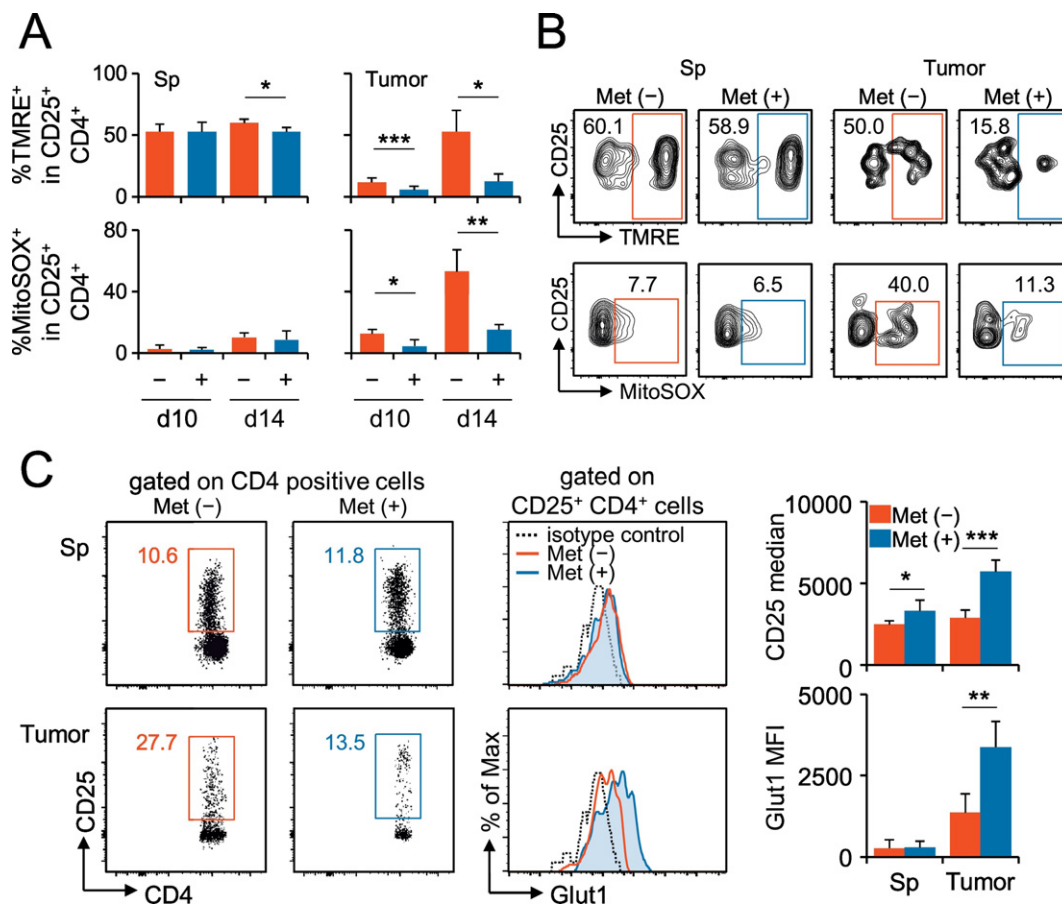 A
100
Sp
Tumor
%TMRE+
in CD25+
CD4+
50
0
*
***
*
80
%MitoSOX+
in CD25+
CD4+
40
0
*
**
− + − + − + − +
d10 d14 d10 d14
B
Sp Tumor
Met (−) Met (+) Met (−) Met (+)
60.1 58.9 50.0 15.8
CD25
TMRE
7.7 6.5 40.0 11.3
CD25
MitoSOX
C
gated on CD4 positive cells
Met (−) Met (+)
Sp
10.6 11.8
Tumor
27.7 13.5
CD25
CD4
gated on
CD25+ CD4+ cells
isotype control
Met (−)
Met (+)
% of Max
Glut1
10000
Met (−)
Met (+)
CD25 median
5000
0
*
***
5000
Glut1 MFI
2500
0
**
Sp Tumor